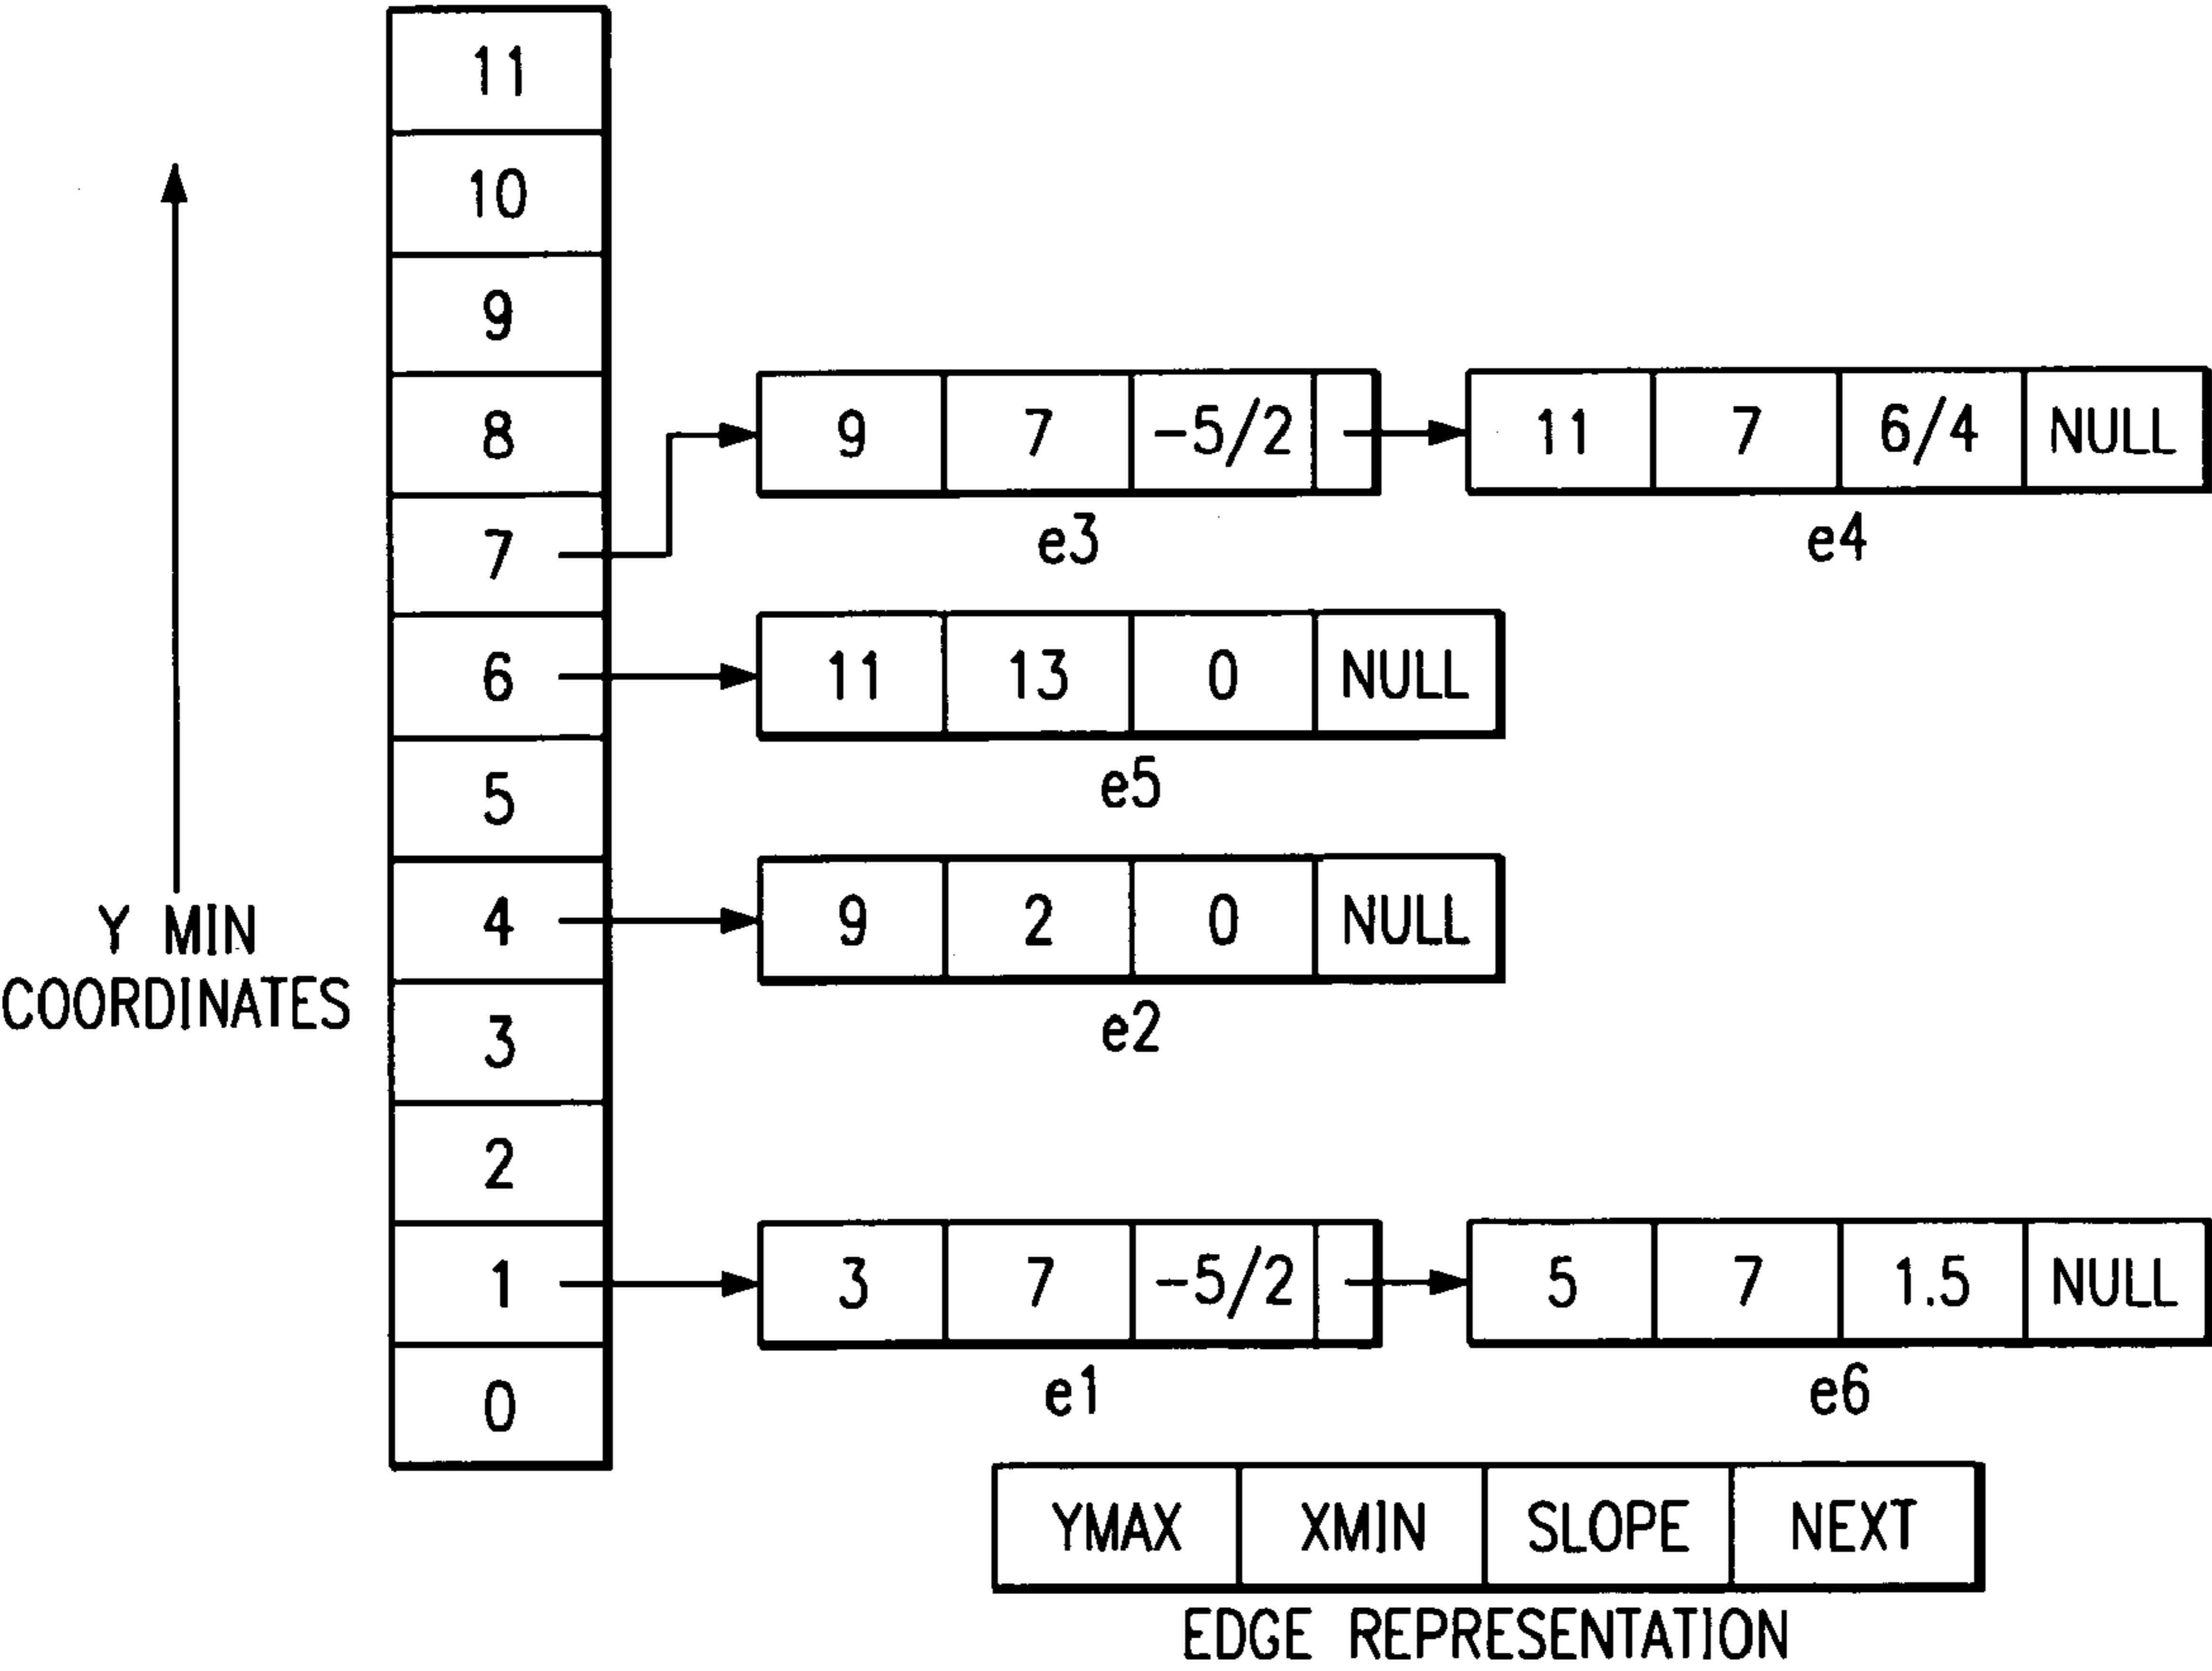 11
10
9
8
9 7 -5/2
11 7 6/4 NULL
e3
e4
7
6
11 13 0 NULL
e5
5
4
9 2 0 NULL
e2
Y MIN
COORDINATES
3
2
1
3 7 -5/2
5 7 1.5 NULL
e1
e6
0
YMAX XMIN SLOPE NEXT
EDGE REPRESENTATION